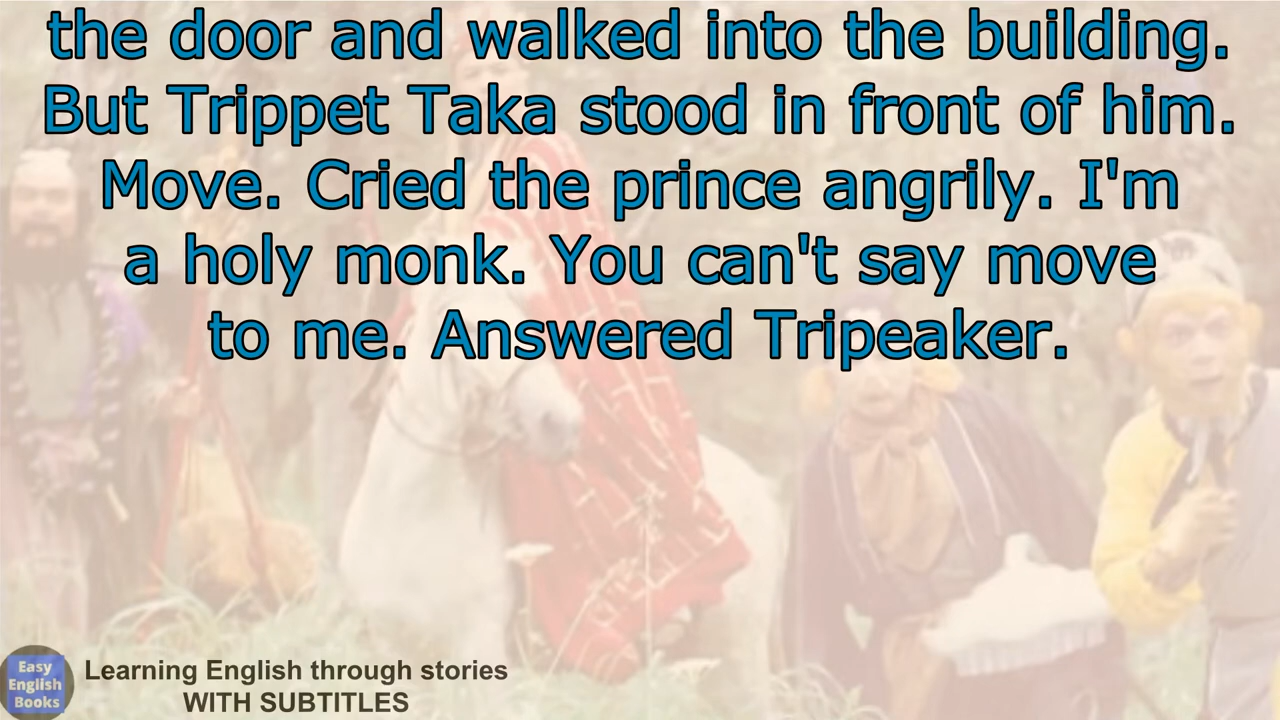 the door and walked into the building.
But Trippet Taka stood in front of him.
Move. Cried the prince angrily. I'm
a holy monk. You can't say move
to me. Answered Tripeaker.
Easy
English
Books
Learning English through stories
WITH SUBTITLES